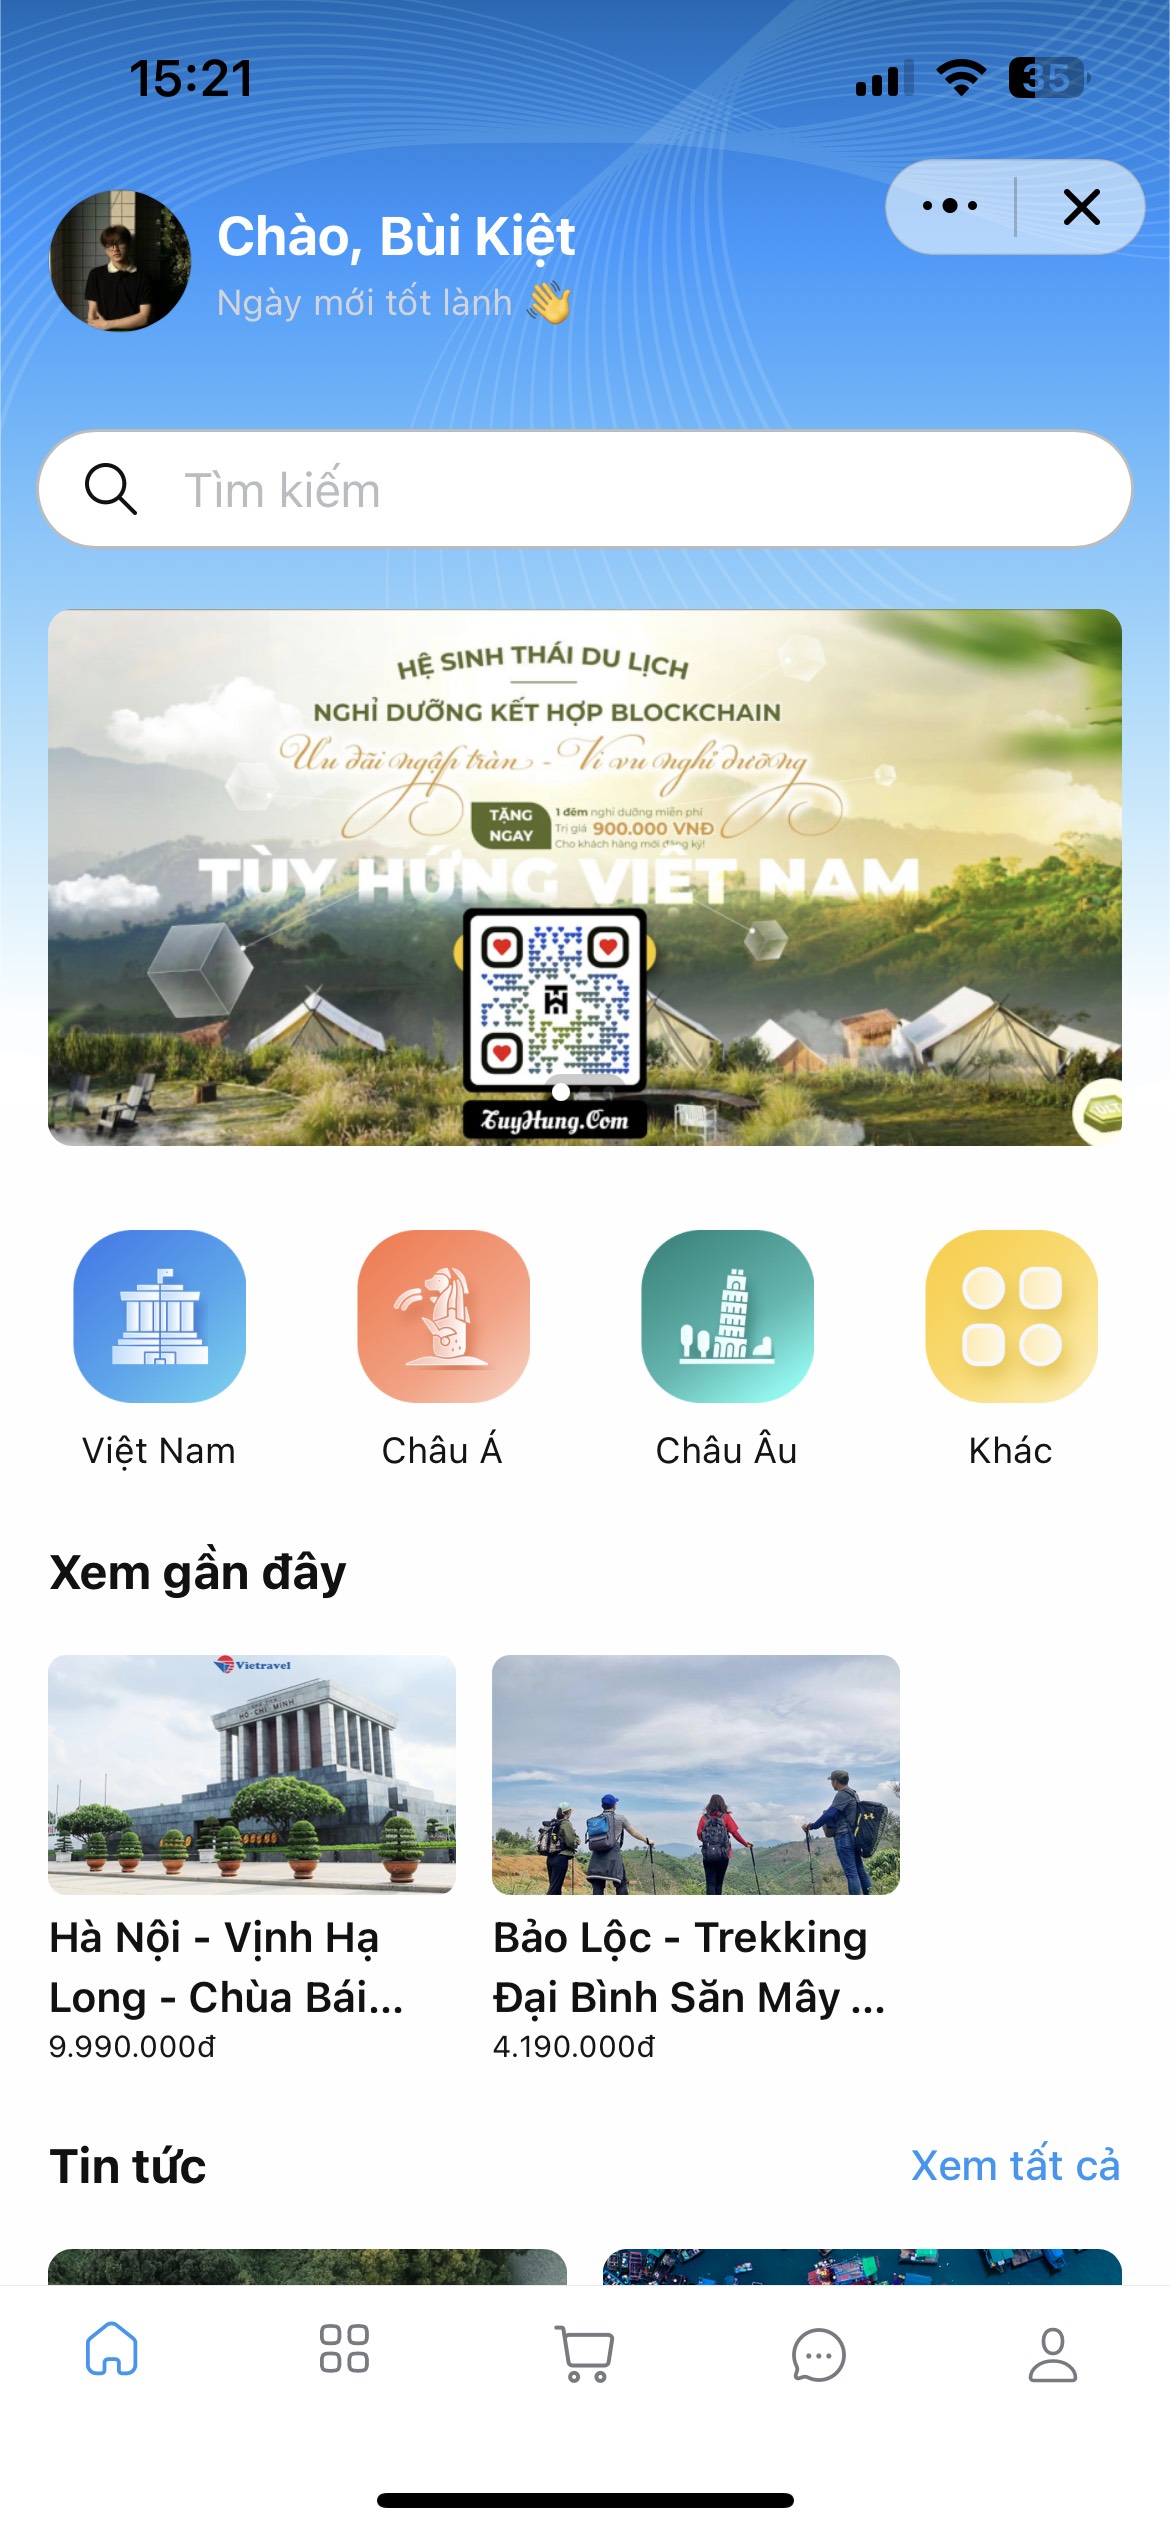 15:21
35
Chào, Bùi Kiệt
Ngày mới tốt lành 👋
Tìm kiếm
HỆ SINH THÁI DU LỊCH
NGHỈ DƯỠNG KẾT HỢP BLOCKCHAIN
Ưu đãi ngập tràn - Vi vu nghỉ dưỡng
TẶNG NGAY
1 đêm nghỉ dưỡng miễn phí
Trị giá 900.000 VNĐ
Cho khách hàng mới đăng ký!
TÙY HỨNG VIỆT NAM
TuyHung.Com
ULT
Việt Nam
Châu Á
Châu Âu
Khác
Xem gần đây
Vietravel
HỒ CHÍ MINH
Hà Nội - Vịnh Hạ
Long - Chùa Bái...
9.990.000đ
Bảo Lộc - Trekking
Đại Bình Săn Mây ...
4.190.000đ
Tin tức
Xem tất cả